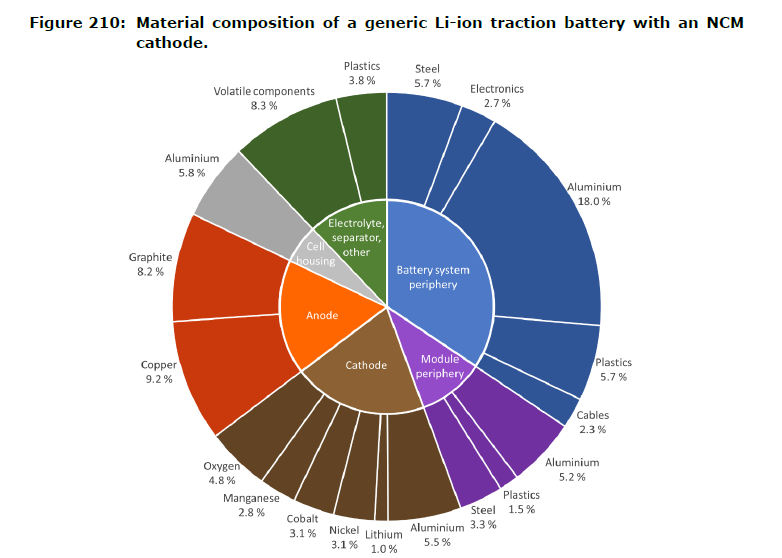 Figure 210: Material composition of a generic Li-ion traction battery with an NCM
cathode.
Plastics
3.8 %
Steel
5.7 %
Electronics
2.7 %
Volatile components
8.3 %
Aluminium
5.8 %
Aluminium
18.0 %
Electrolyte,
separator,
other
Cell
housing
Battery system
periphery
Graphite
8.2 %
Anode
Copper
9.2 %
Cathode
Module
periphery
Plastics
5.7 %
Cables
2.3 %
Aluminium
5.2 %
Plastics
1.5 %
Steel
3.3 %
Aluminium
5.5 %
Lithium
1.0 %
Nickel
3.1 %
Cobalt
3.1 %
Manganese
2.8 %
Oxygen
4.8 %